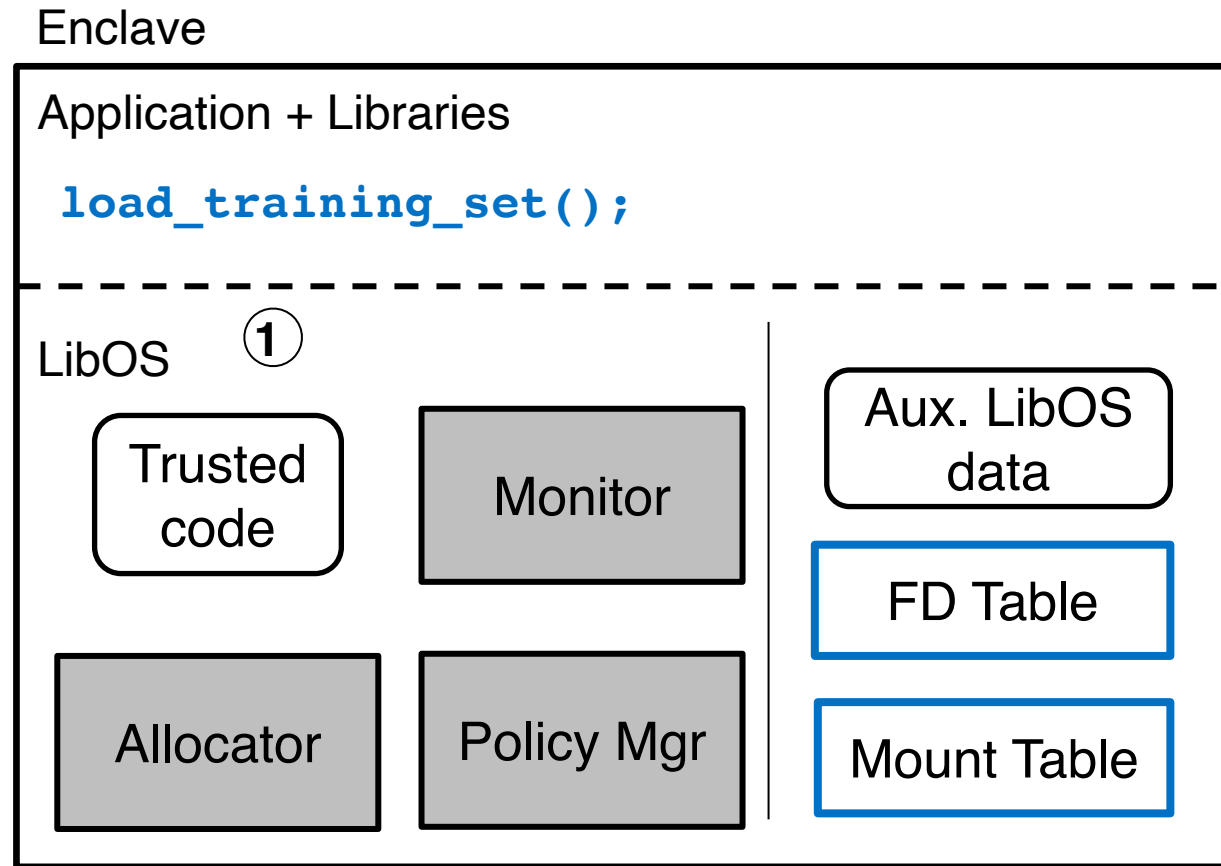 Enclave
Application + Libraries
load_training_set();
1
LibOS
Trusted
code
Monitor
Allocator
Policy Mgr
Aux. LibOS
data
FD Table
Mount Table